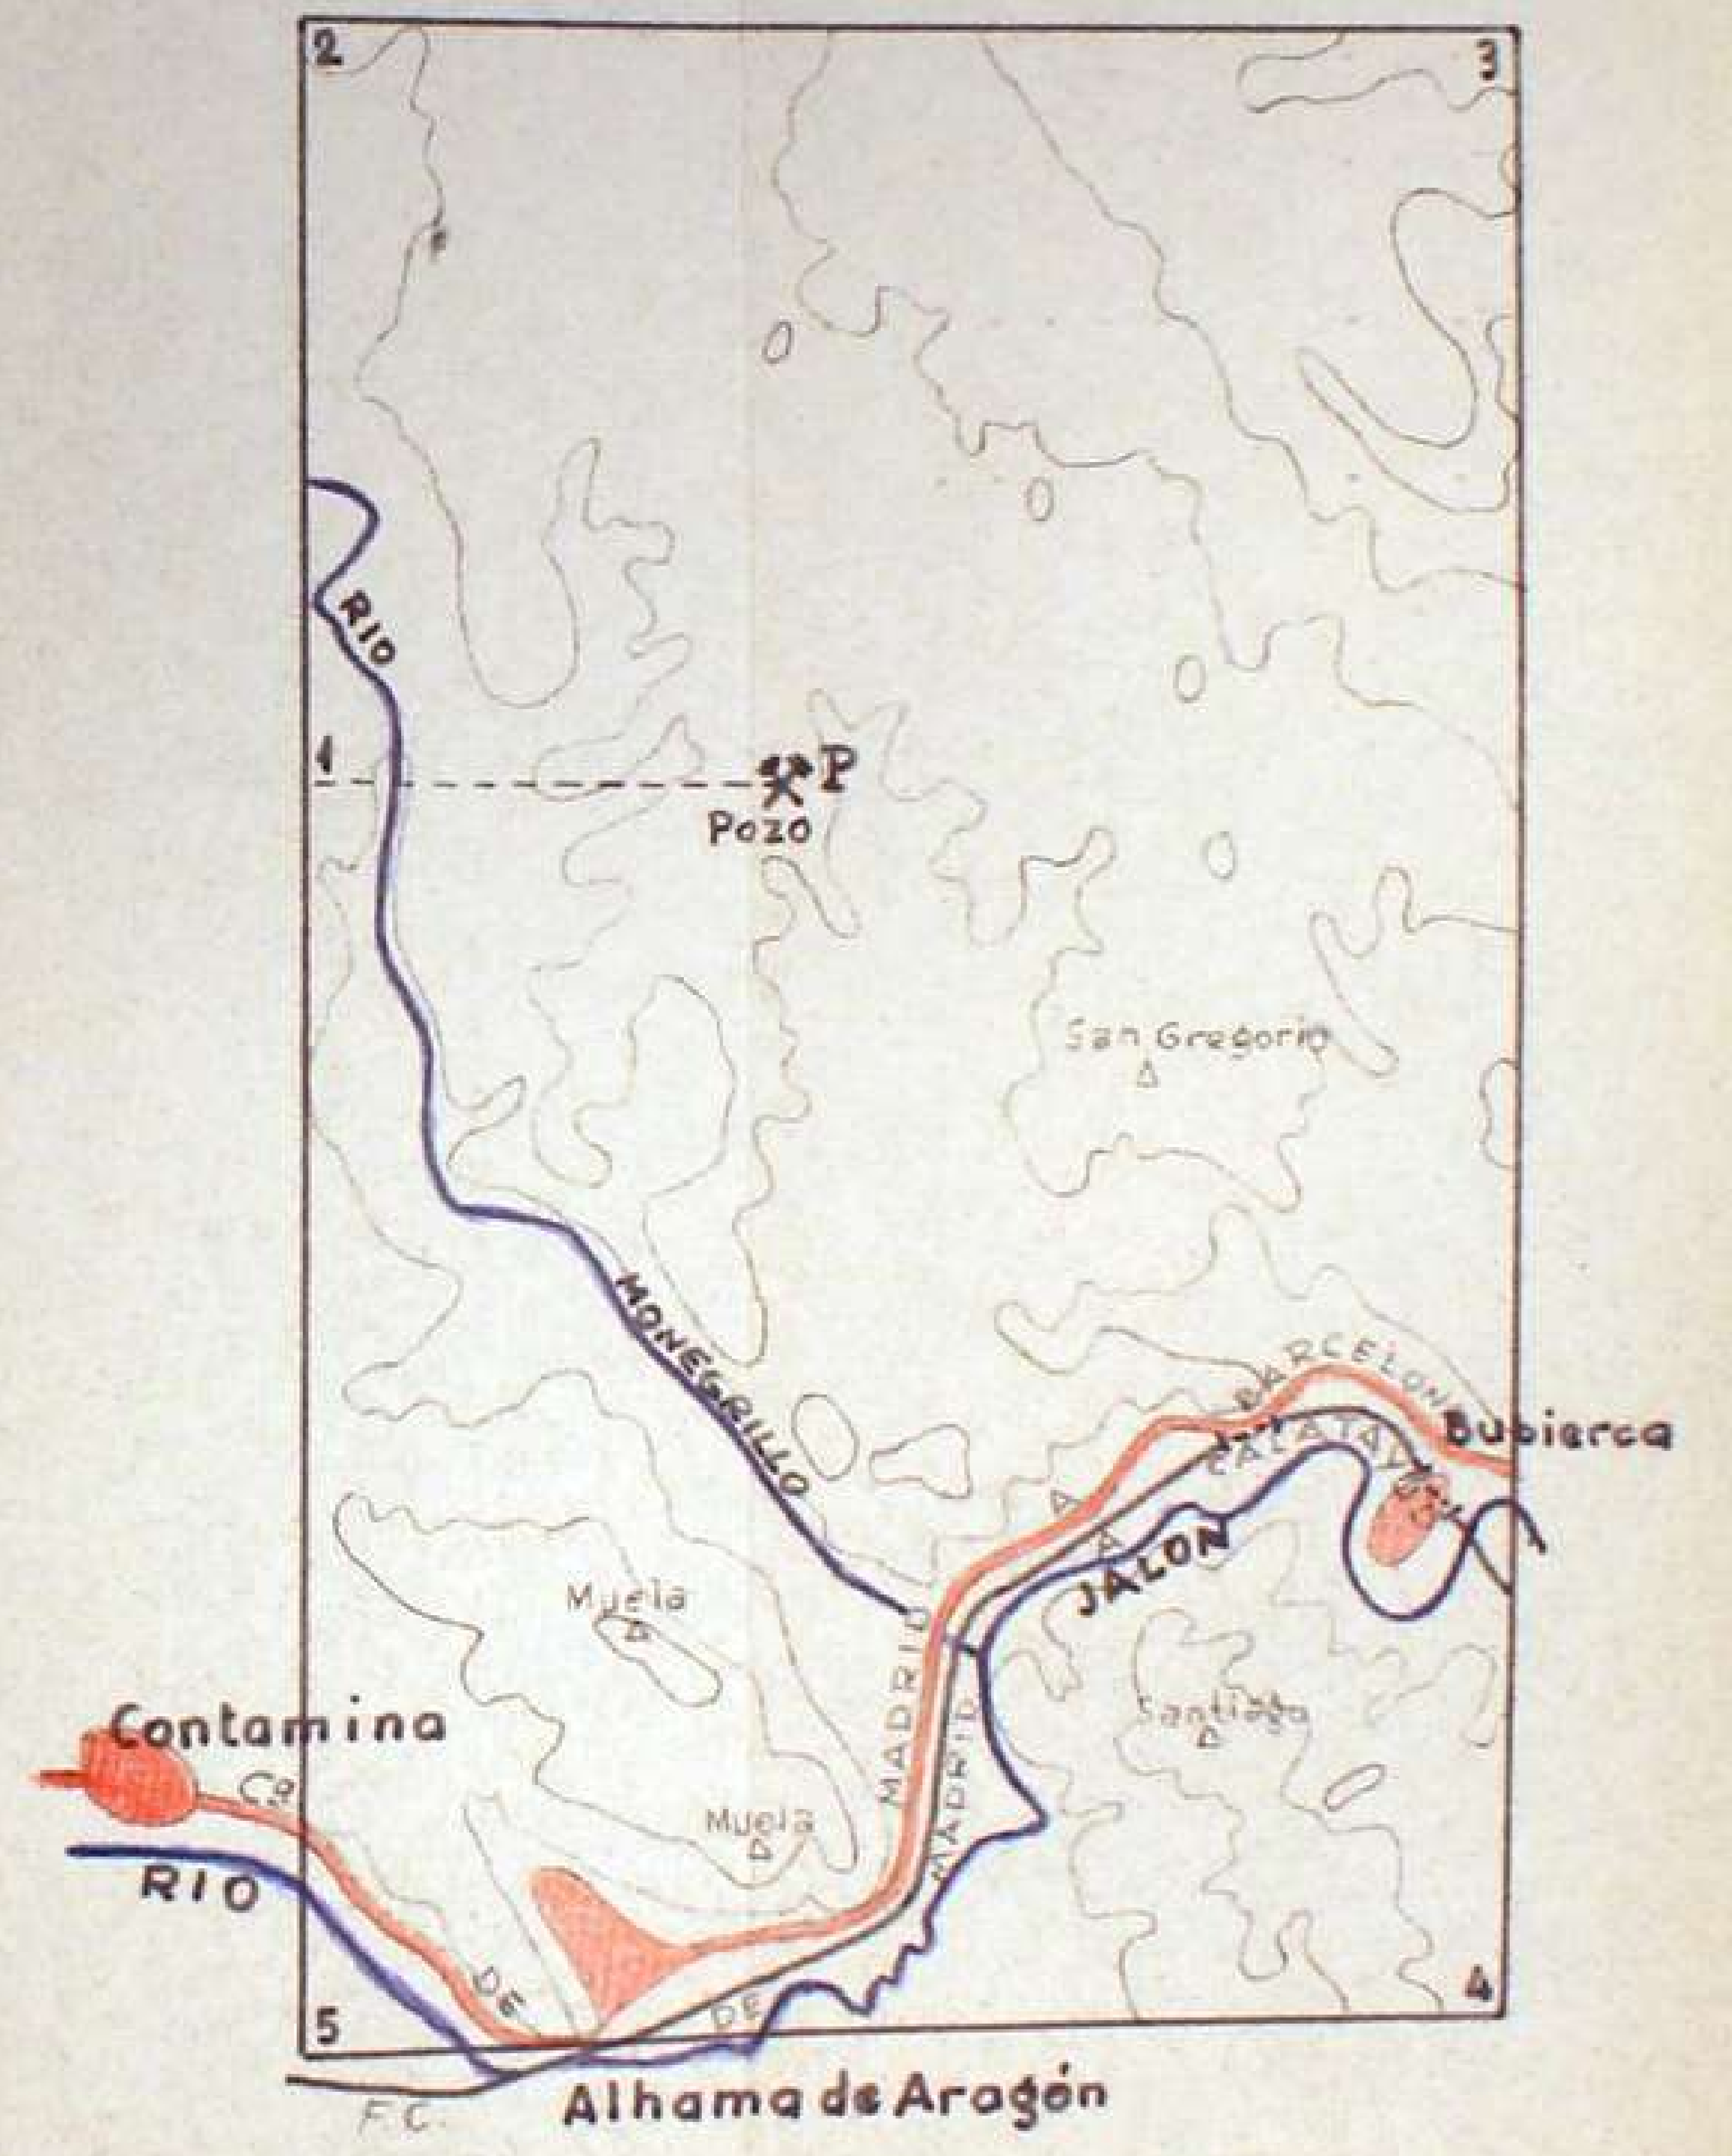 2
3
RIO
1
P
Pozo
San Gregorio
MONEGRILLO
BARCELONA
Bubierca
CALATAYUD
A
A
JALON
Muela
MADRID
MADRID
Santiago
Contamina
Cª
Muela
RIO
DE
DE
4
5
Alhama de Aragón
F.C.